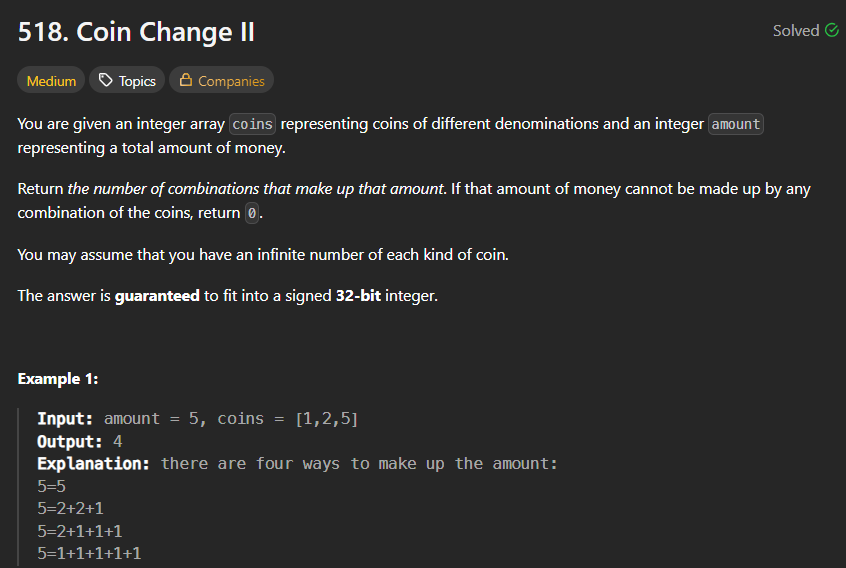 518. Coin Change II
Solved
Medium
Topics
Companies
You are given an integer array coins representing coins of different denominations and an integer amount
representing a total amount of money.
Return the number of combinations that make up that amount. If that amount of money cannot be made up by any
combination of the coins, return 0.
You may assume that you have an infinite number of each kind of coin.
The answer is guaranteed to fit into a signed 32-bit integer.
Example 1:
Input: amount = 5, coins = [1,2,5]
Output: 4
Explanation: there are four ways to make up the amount:
5=5
5=2+2+1
5=2+1+1+1
5=1+1+1+1+1